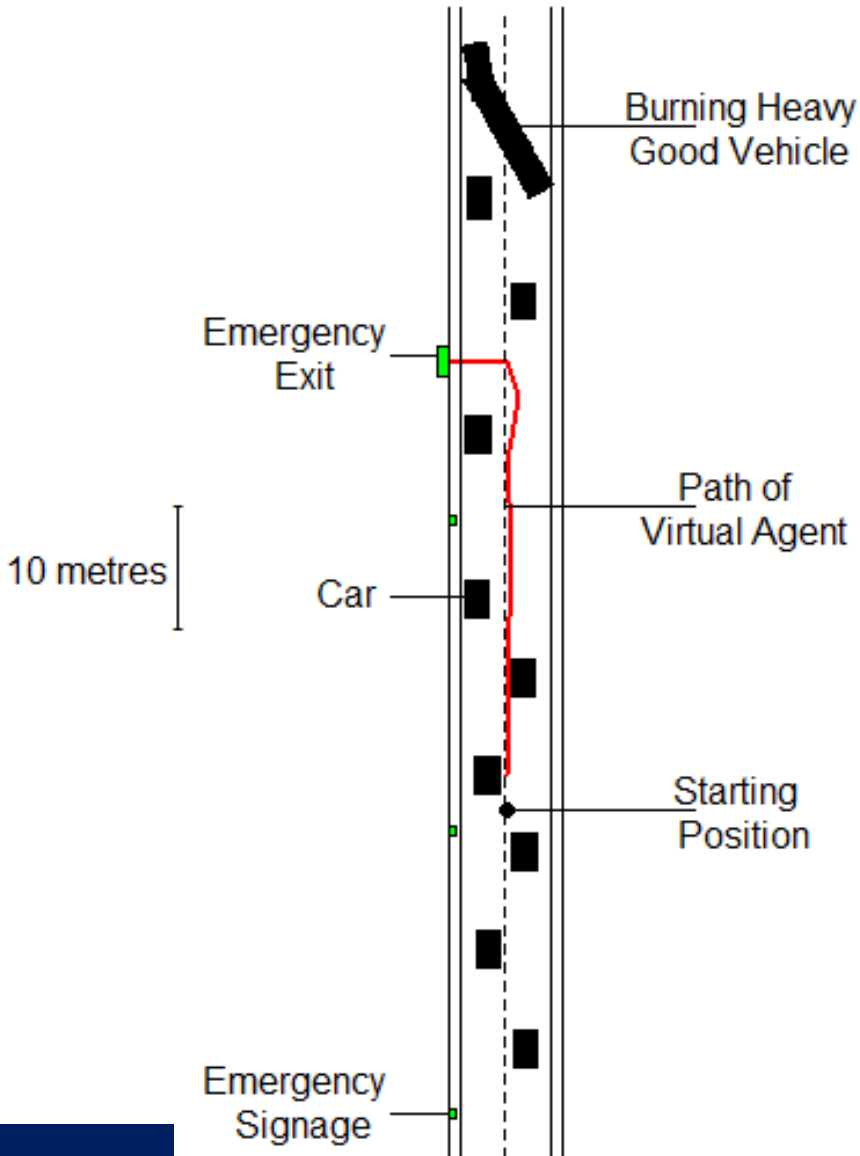 Burning Heavy
Good Vehicle
Emergency
Exit
Path of
Virtual Agent
10 metres
Car
Starting
Position
Emergency
Signage